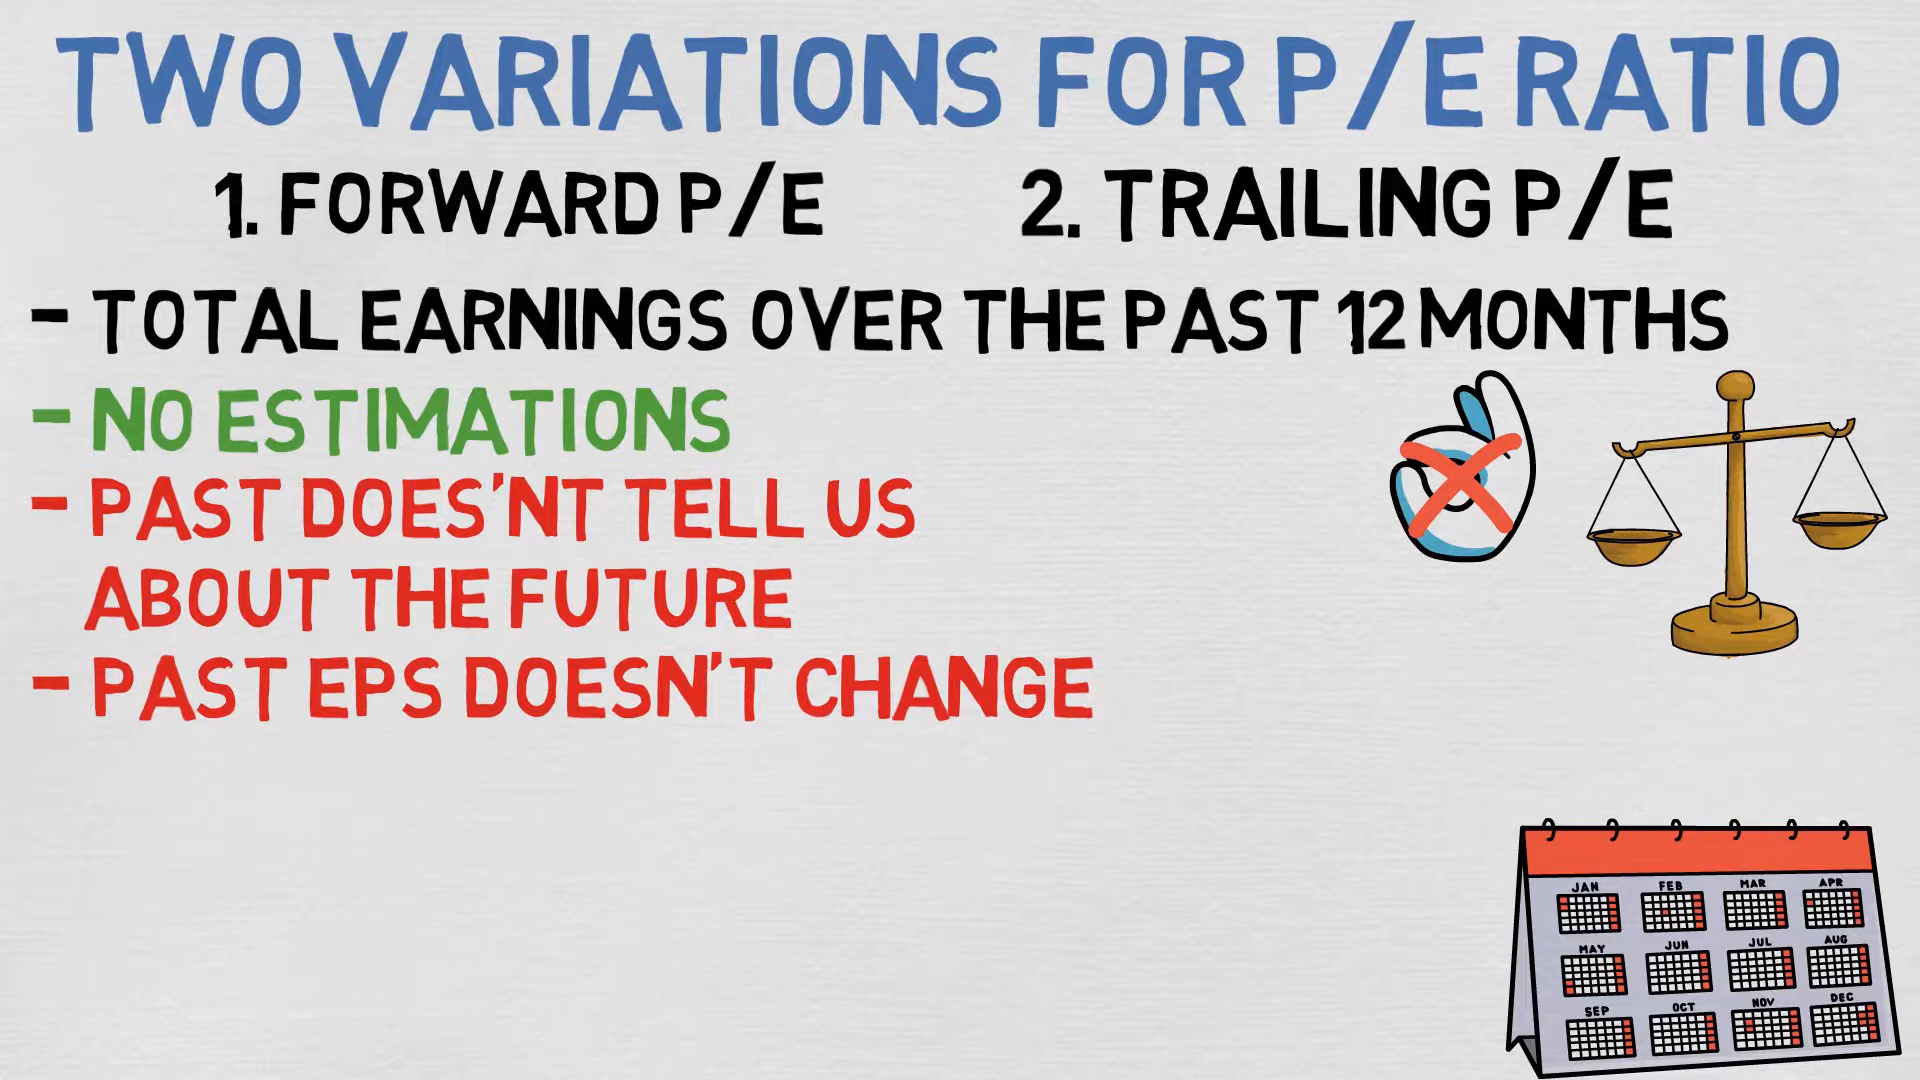 TWO VARIATIONS FOR P/E RATIO
1. FORWARD P/E 2. TRAILING P/E
- TOTAL EARNINGS OVER THE PAST 12 MONTHS
- NO ESTIMATIONS
- PAST DOES'NT TELL US
ABOUT THE FUTURE
- PAST EPS DOESN'T CHANGE
JAN FEB MAR APR
MAY JUN JUL AUG
SEP OCT NOV DEC